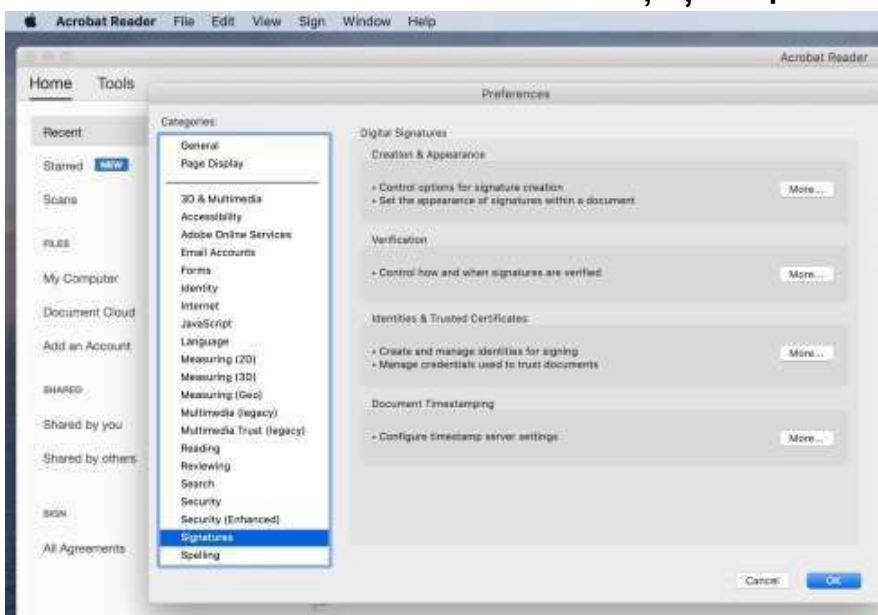 Acrobat Reader File Edit View Sign Window Help
Acrobat Reader
Home Tools
Preferences
Recent
Starred NEW
Scans
FILES
My Computer
Document Cloud
Add an Account
SHARED
Shared by you
Shared by others
SIGN
All Agreements
Categories:
General
Page Display
3D & Multimedia
Accessibility
Adobe Online Services
Email Accounts
Forms
Identity
Internet
JavaScript
Language
Measuring (2D)
Measuring (3D)
Measuring (Geo)
Multimedia (legacy)
Multimedia Trust (legacy)
Reading
Reviewing
Search
Security
Security (Enhanced)
Signatures
Spelling
Digital Signatures
Creation & Appearance
• Control options for signature creation
• Set the appearance of signatures within a document
More...
Verification
• Control how and when signatures are verified
More...
Identities & Trusted Certificates
• Create and manage identities for signing
• Manage credentials used to trust documents
More...
Document Timestamping
• Configure timestamp server settings
More...
Cancel OK